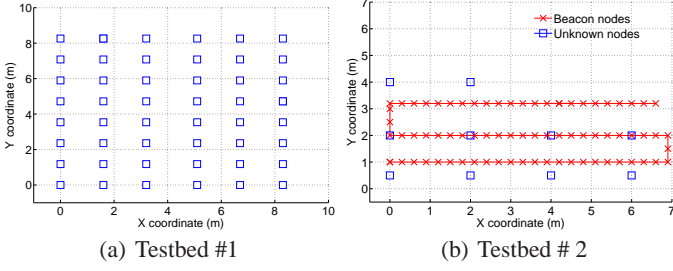 10
8
6
4
2
0
Y coordinate (m)
0 2 4 6 8 10
X coordinate (m)
(a) Testbed #1
7
6
5
4
3
2
1
0
Y coordinate (m)
Beacon nodes
Unknown nodes
0 1 2 3 4 5 6 7
X coordinate (m)
(b) Testbed # 2